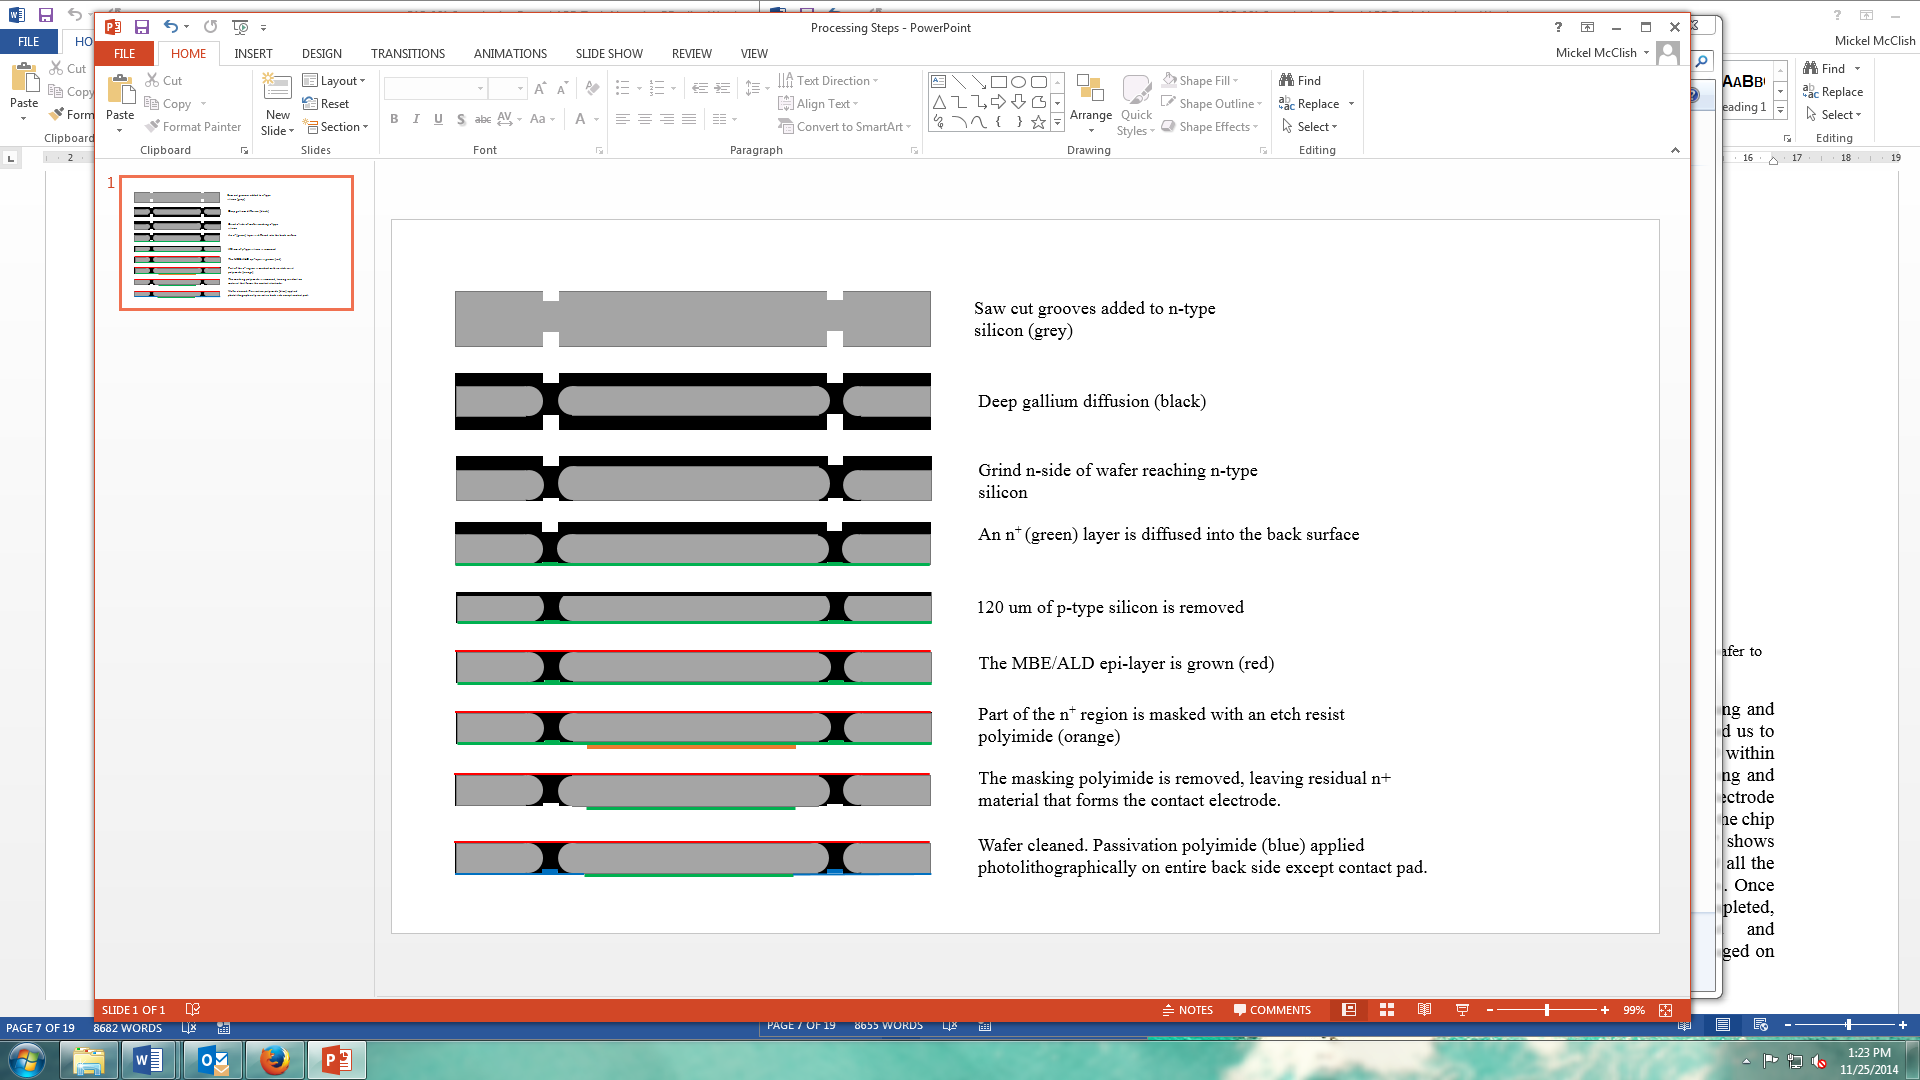 Processing Steps - PowerPoint
FILE HOME INSERT DESIGN TRANSITIONS ANIMATIONS SLIDE SHOW REVIEW VIEW
Mickel McClish
Mickel McClish
FILE
Paste
Cut
Copy
Clipboard
Paste
Cut
Copy
Format Painter
Clipboard
New
Slide
Layout
Reset
Section
Slides
Font
Text Direction
Align Text
Convert to SmartArt
Paragraph
Arrange
Quick
Styles
Shape Fill
Shape Outline
Shape Effects
Drawing
Find
Replace
Select
Editing
eading 1
Find
Replace
Select
Editing
2
16 17 18 19
1
Saw cut grooves added to n-type
silicon (grey)
Deep gallium diffusion (black)
Grind n-side of wafer reaching n-type
silicon
An n+ (green) layer is diffused into the back surface
120 um of p-type silicon is removed
The MBE/ALD epi-layer is grown (red)
Part of the n+ region is masked with an etch resist
polyimide (orange)
The masking polyimide is removed, leaving residual n+
material that forms the contact electrode.
Wafer cleaned. Passivation polyimide (blue) applied
photolithographically on entire back side except contact pad.
afer to
ng and
d us to
within
ng and
ectrode
he chip
shows
all the
. Once
pleted,
and
ged on
SLIDE 1 OF 1
NOTES COMMENTS 99%
PAGE 7 OF 19 8682 WORDS
PAGE 7 OF 19 8655 WORDS
1:23 PM
11/25/2014